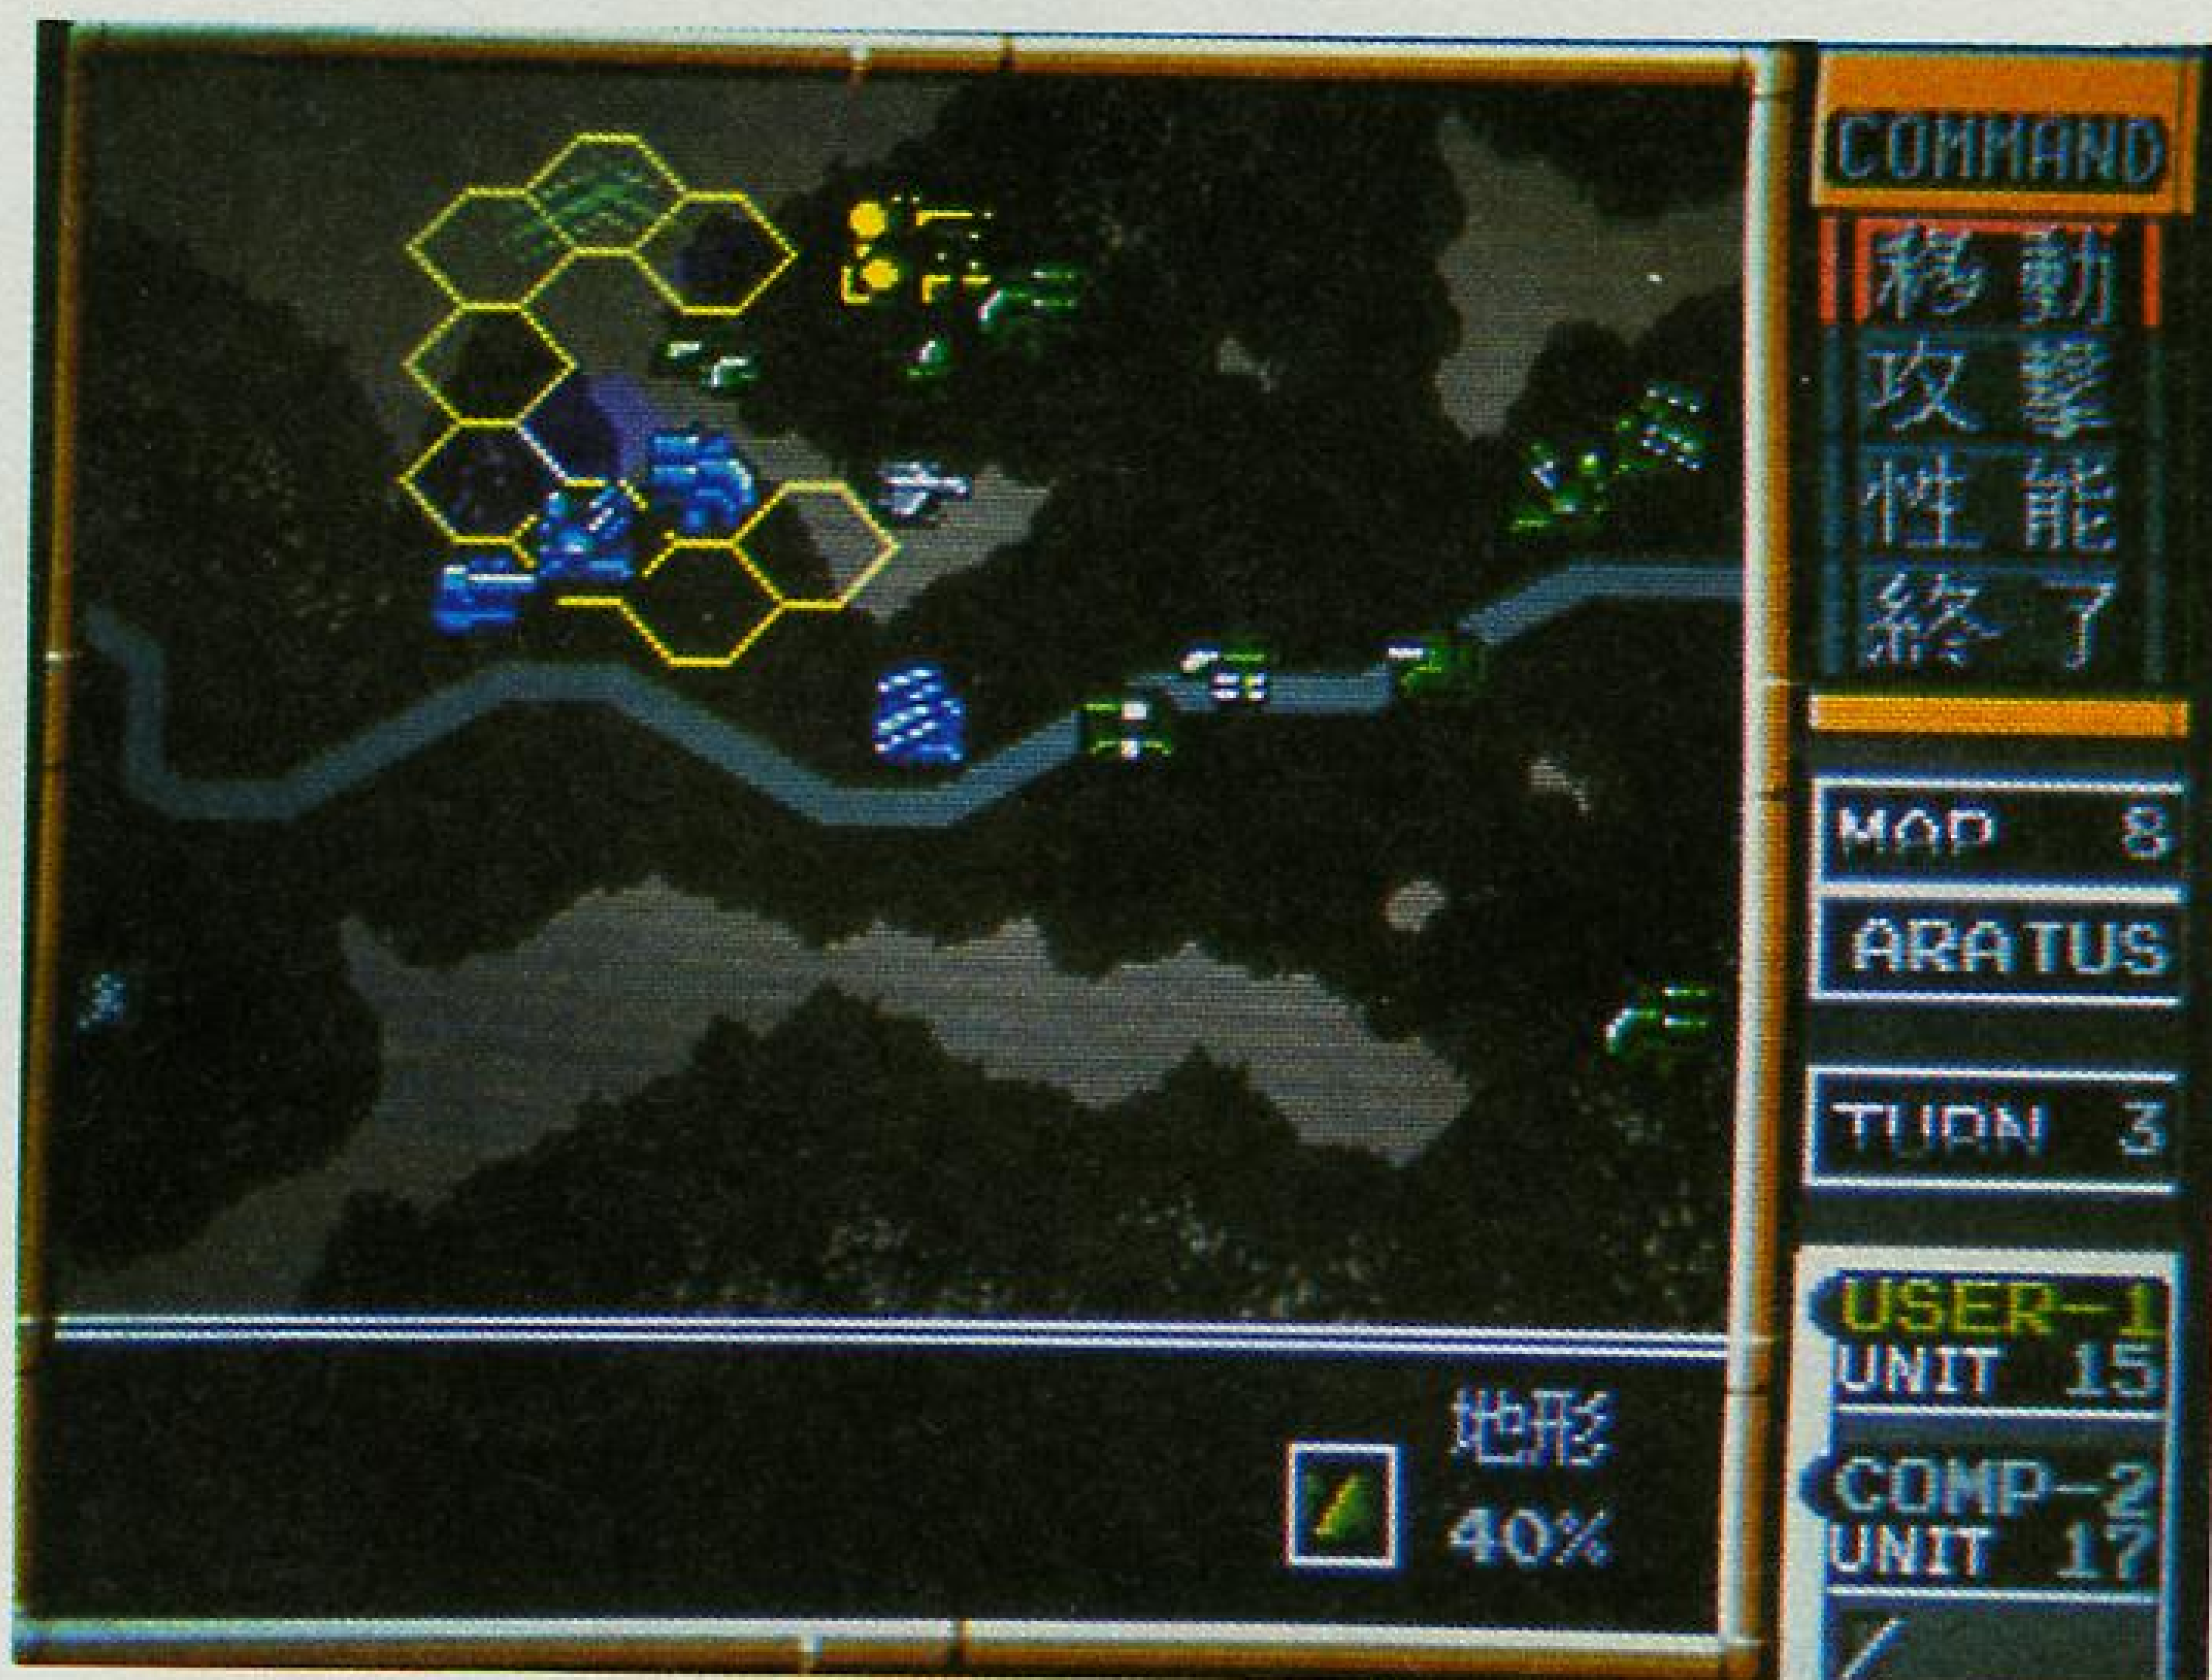 COMMAND
移動
攻撃
性能
終了
MAP 8
ARATUS
TURN 3
USER-1
UNIT 15
COMP-2
UNIT 17
地形
40%